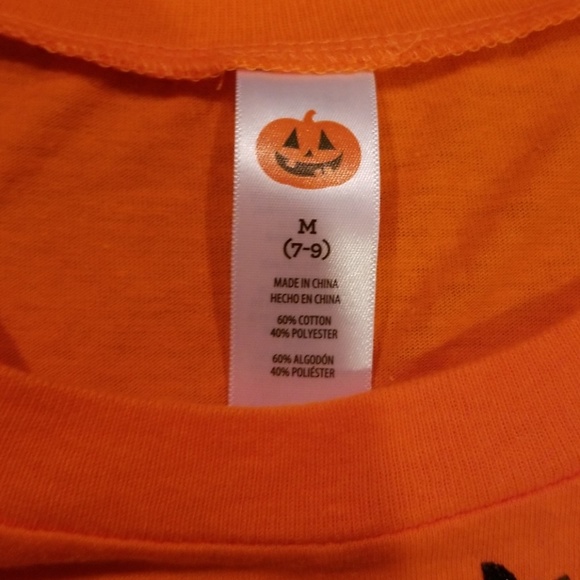 M
(7-9)
MADE IN CHINA
HECHO EN CHINA
60% COTTON
40% POLYESTER
60% ALGODÓN
40% POLIÉSTER